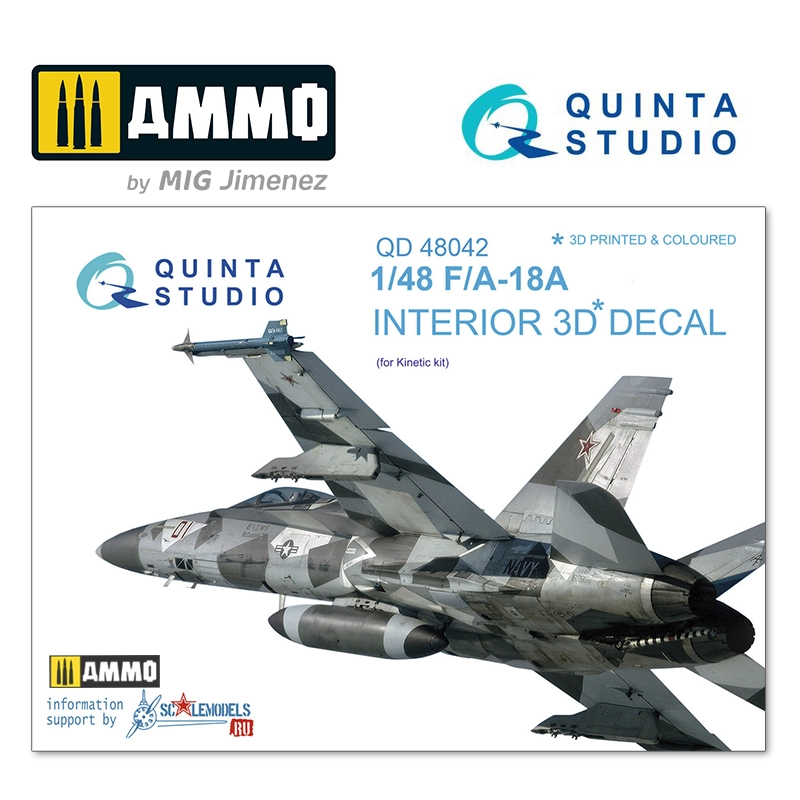 AMMO
by MIG Jimenez
QUINTA
STUDIO
QUINTA
STUDIO
QD 48042
* 3D PRINTED & COLOURED
1/48 F/A-18A
INTERIOR 3D* DECAL
(for Kinetic kit)
01
NAVY
AMMO
information
support by
SCALEMODELS
RU